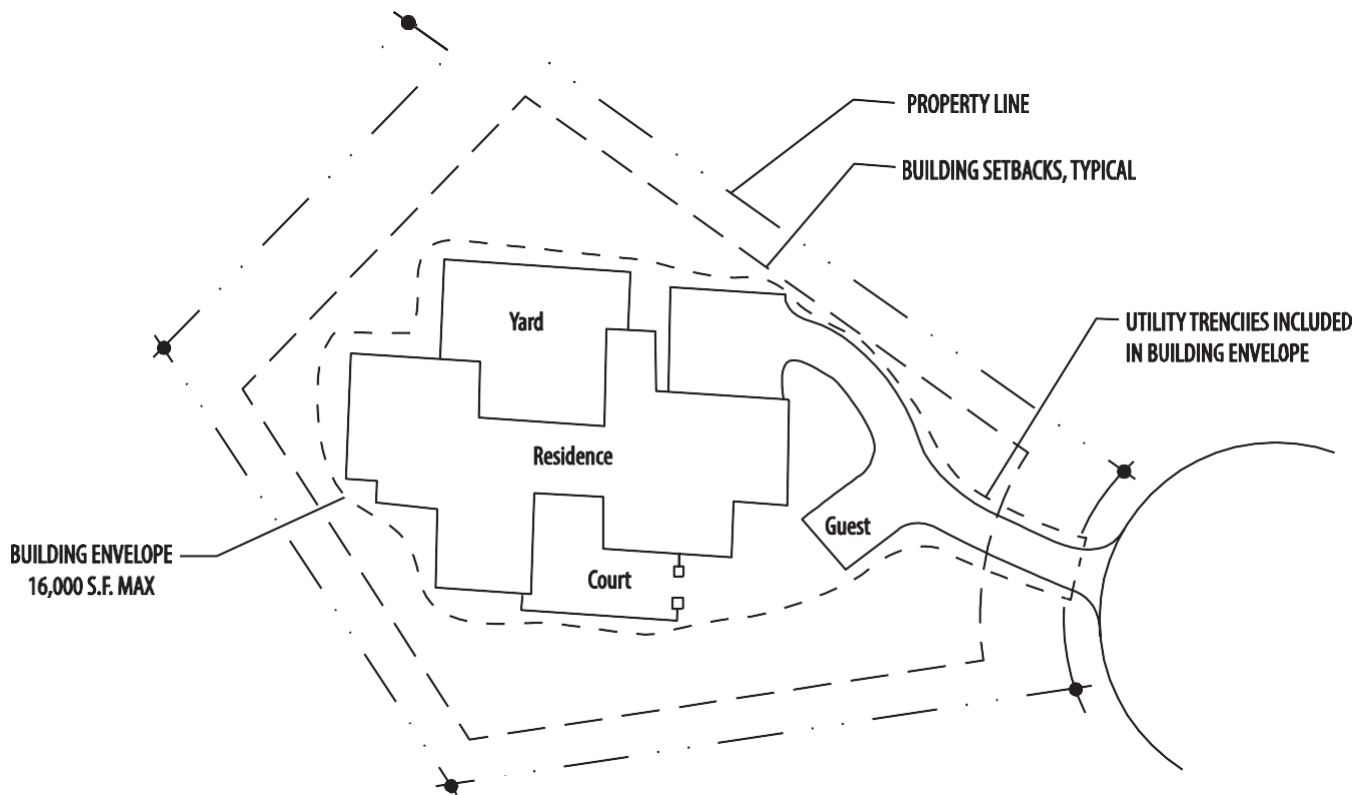 PROPERTY LINE
BUILDING SETBACKS, TYPICAL
Yard
UTILITY TRENCIIES INCLUDED
IN BUILDING ENVELOPE
Residence
Guest
BUILDING ENVELOPE
16,000 S.F. MAX
Court